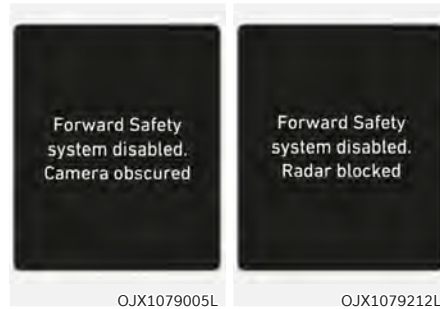 Forward Safety
system disabled.
Camera obscured
OJX1079005L
Forward Safety
system disabled.
Radar blocked
OJX1079212L